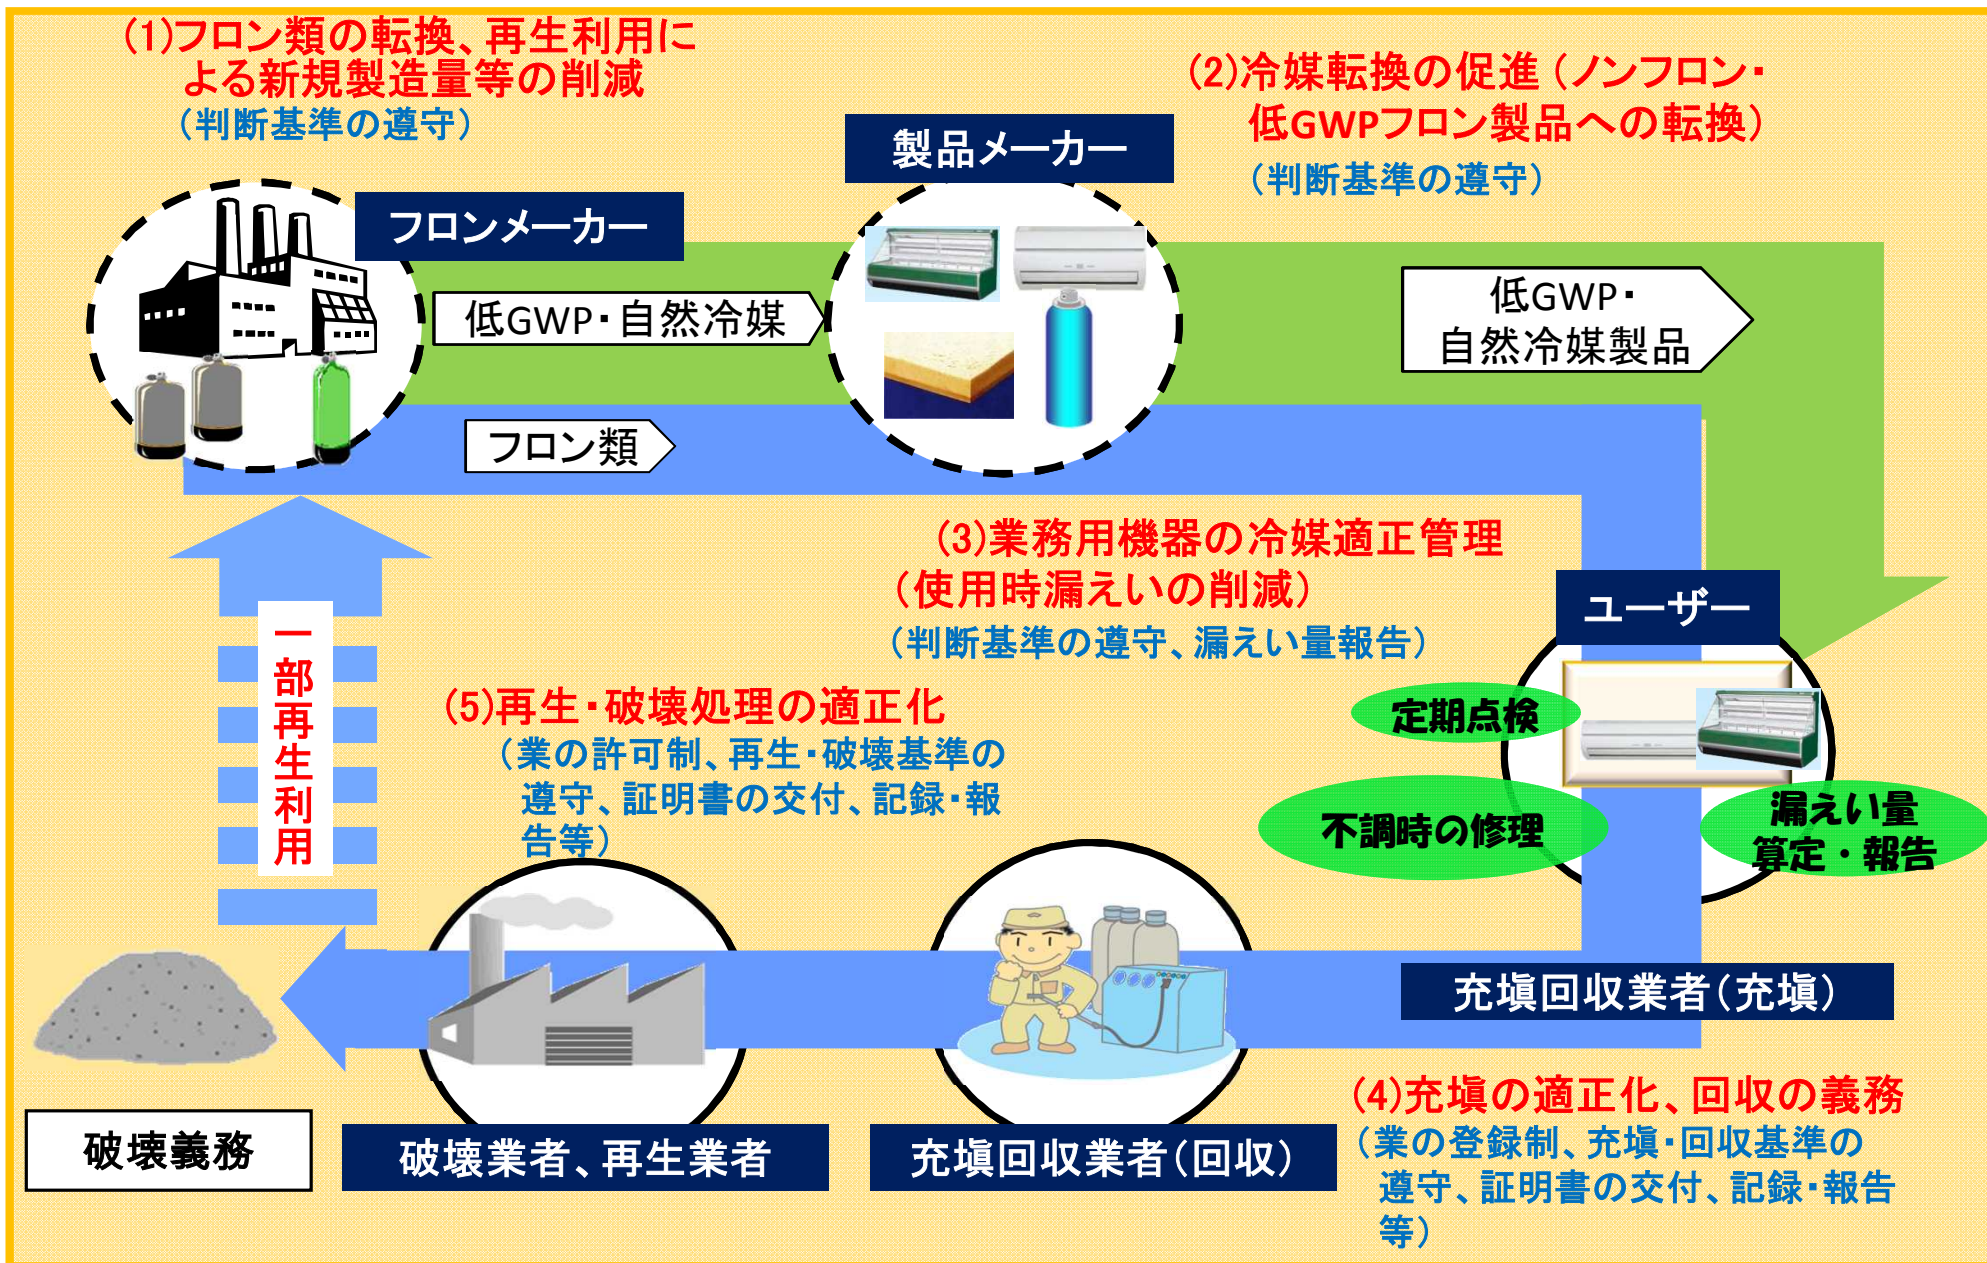 (1)フロン類の転換、再生利用に
よる新規製造量等の削減
（判断基準の遵守）
(2)冷媒転換の促進（ノンフロン・
低GWPフロン製品への転換）
（判断基準の遵守）
製品メーカー
フロンメーカー
低GWP・自然冷媒
低GWP・
自然冷媒製品
フロン類
(3)業務用機器の冷媒適正管理
（使用時漏えいの削減）
（判断基準の遵守、漏えい量報告）
ユーザー
定期点検
不調時の修理
漏えい量
算定・報告
一部再生利用
(5)再生・破壊処理の適正化
（業の許可制、再生・破壊基準の
遵守、証明書の交付、記録・報
告等）
充塡回収業者（充塡）
(4)充塡の適正化、回収の義務
（業の登録制、充塡・回収基準の
遵守、証明書の交付、記録・報告
等）
破壊義務
破壊業者、再生業者
充塡回収業者（回収）